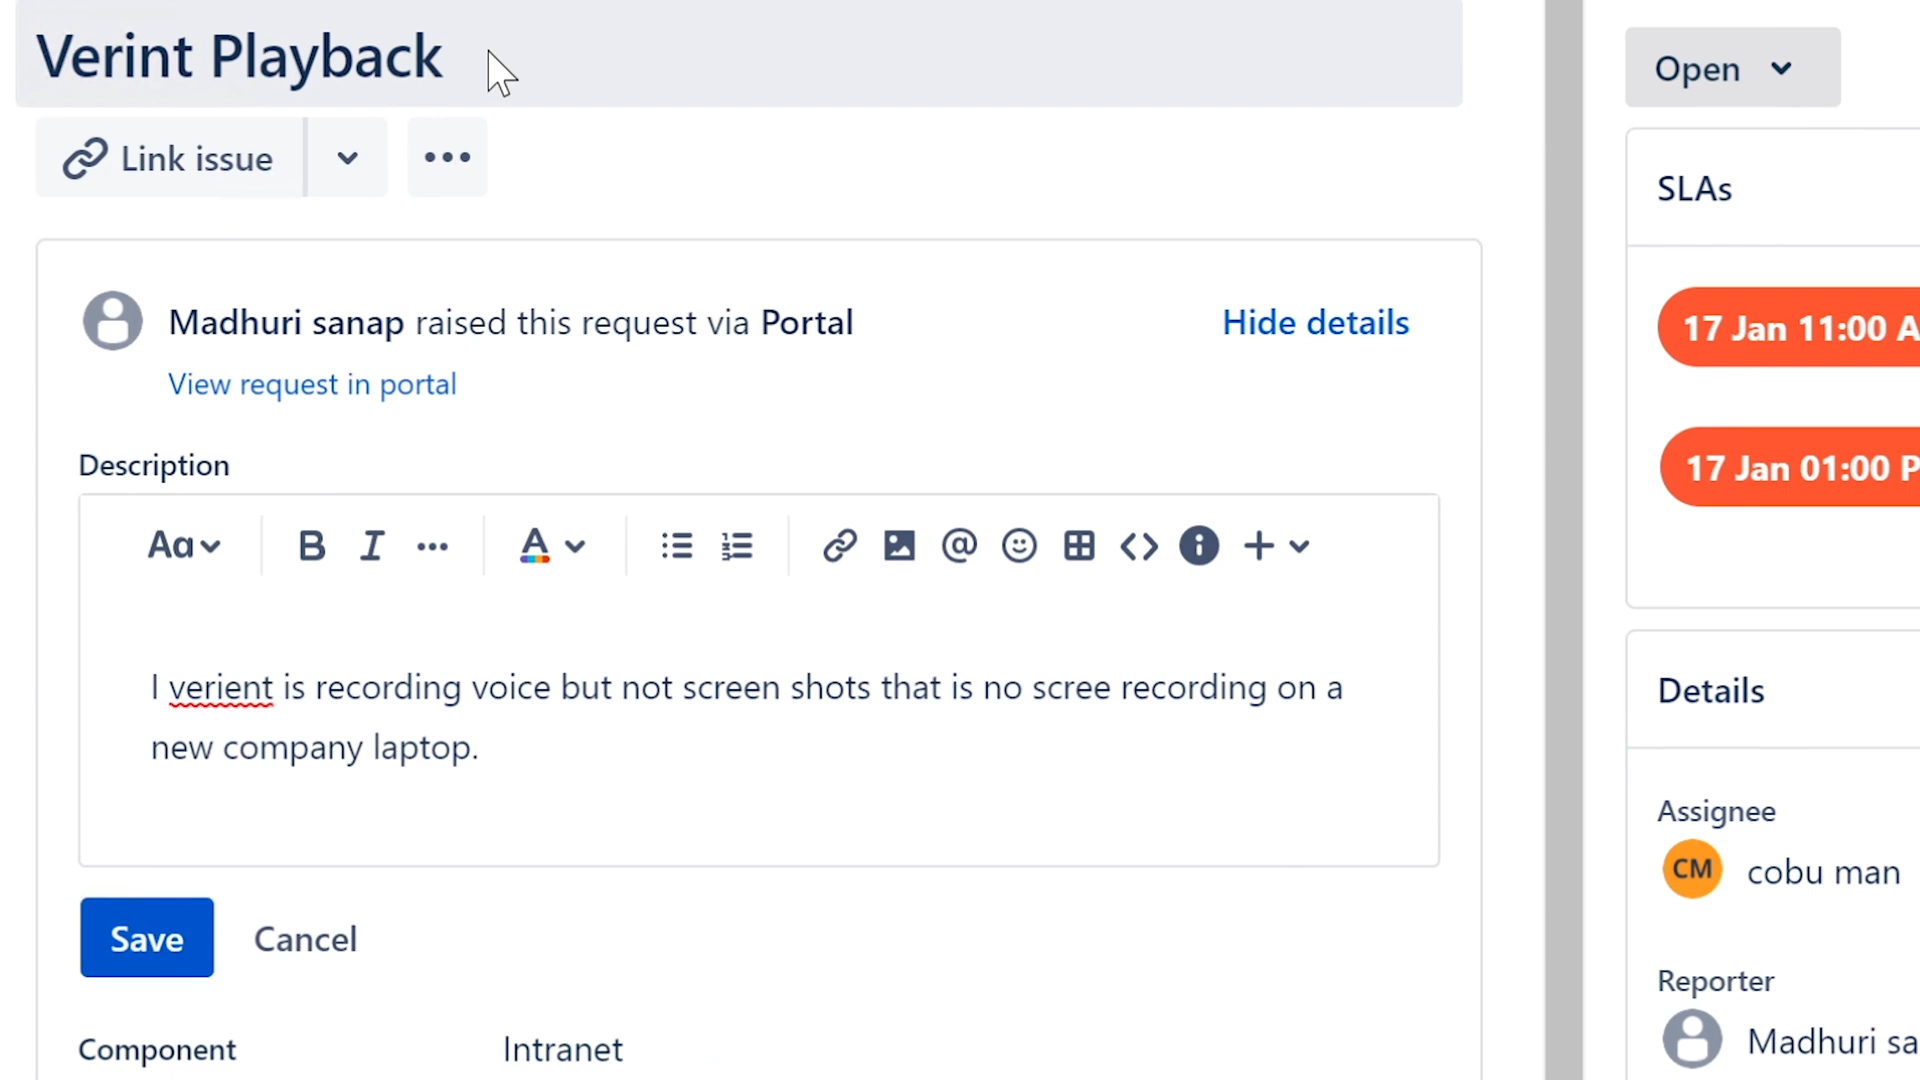 Verint Playback
Open
Link issue
SLAs
Madhuri sanap raised this request via Portal
Hide details
17 Jan 11:00 A
View request in portal
Description
17 Jan 01:00 P
Aa
B I
A
@
I verient is recording voice but not screen shots that is no scree recording on a
new company laptop.
Details
Assignee
CM cobu man
Save
Cancel
Reporter
Madhuri sa
Component
Intranet